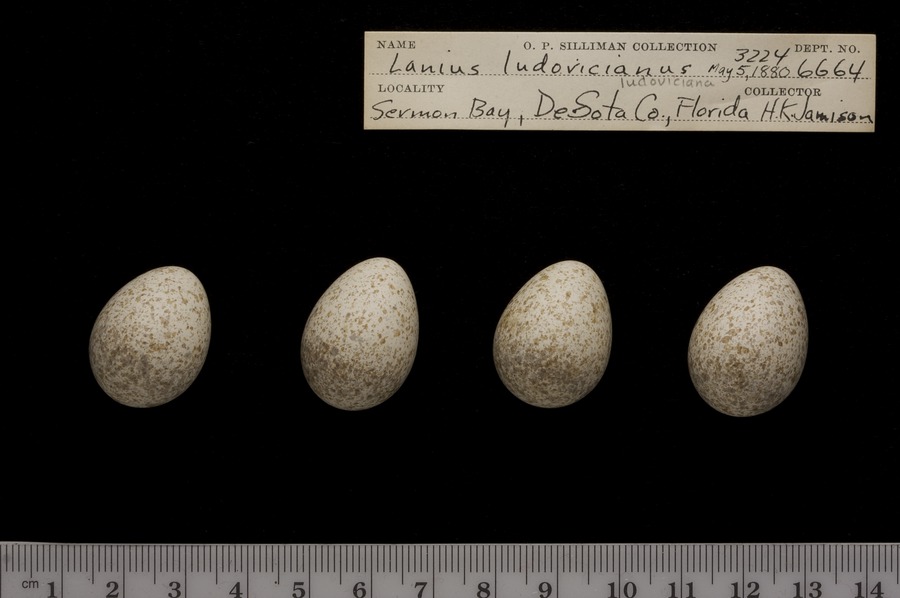 NAME O. P. SILLIMAN COLLECTION 3224 DEPT. NO.
Lanius ludovicianus May 5, 1880 6664
ludoviciana
LOCALITY COLLECTOR
Sermon Bay, DeSota Co., Florida H.K. Jamison
cm 1 2 3 4 5 6 7 8 9 10 11 12 13 14